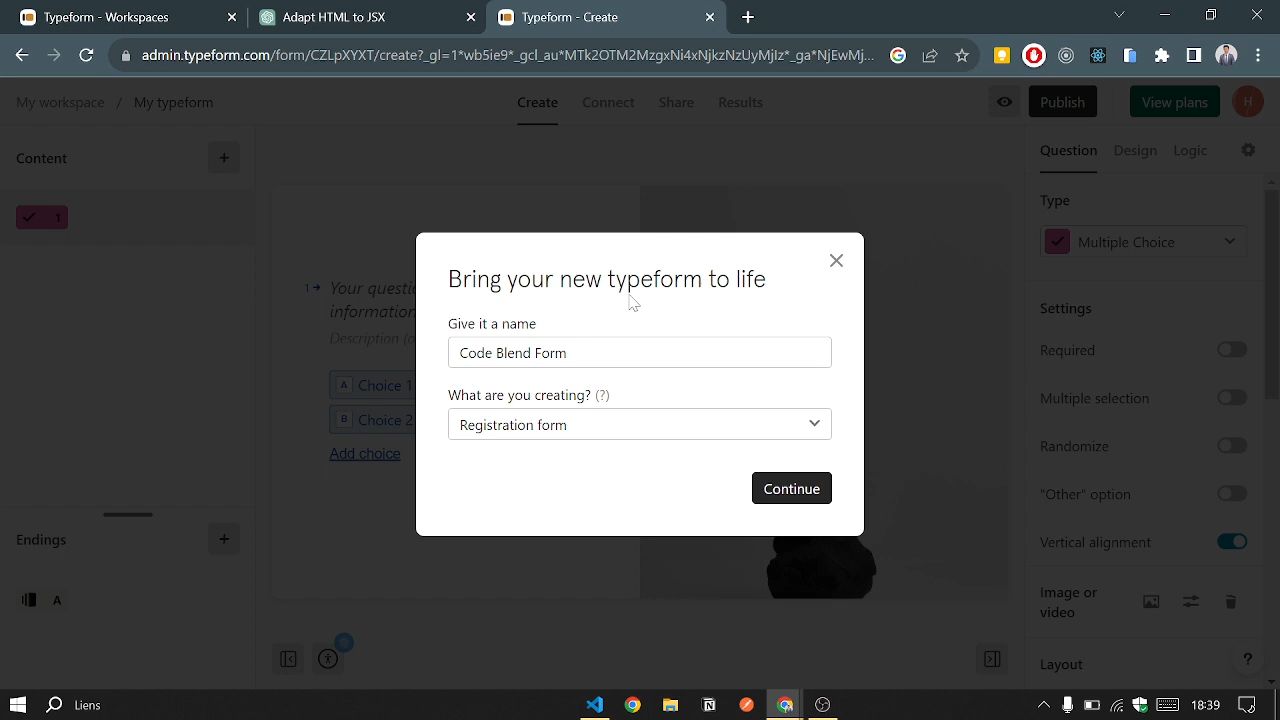 Typeform - Workspaces
Adapt HTML to JSX
Typeform - Create
admin.typeform.com/form/CZLpXYXT/create?_gl=1*wb5ie9*_gcl_au*MTk2OTM2MzgxNi4xNjkzNzUyMjIz*_ga*NjEwMj...
My workspace / My typeform
Create
Connect
Share
Results
Publish
View plans
H
Content
Question
Design
Logic
1
Type
Multiple Choice
Bring your new typeform to life
1
Your questi
informatior
Description (o
Give it a name
Code Blend Form
Settings
Required
A Choice 1
B Choice 2
Add choice
What are you creating? (?)
Registration form
Multiple selection
Randomize
Continue
"Other" option
Endings
Vertical alignment
A
Image or
video
Layout
?
Liens
18:39